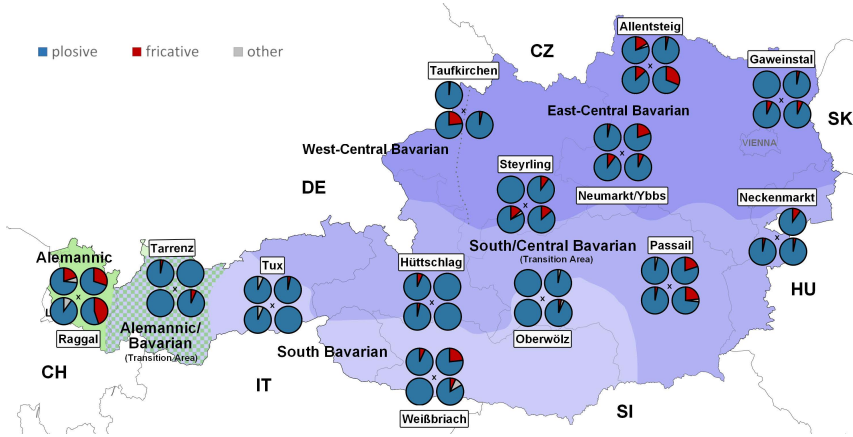 plosive fricative other
Allentsteig
CZ
Gaweinstal
Taufkirchen
East-Central Bavarian
SK
West-Central Bavarian
VIENNA
Steyrling
DE
Neumarkt/Ybbs
Neckenmarkt
Alemannic
Tarrenz
South/Central Bavarian
(Transition Area)
Passail
Tux
Hüttschlag
HU
L
Raggal
Alemannic/
Bavarian
(Transition Area)
Oberwölz
South Bavarian
CH
IT
SI
Weißbriach